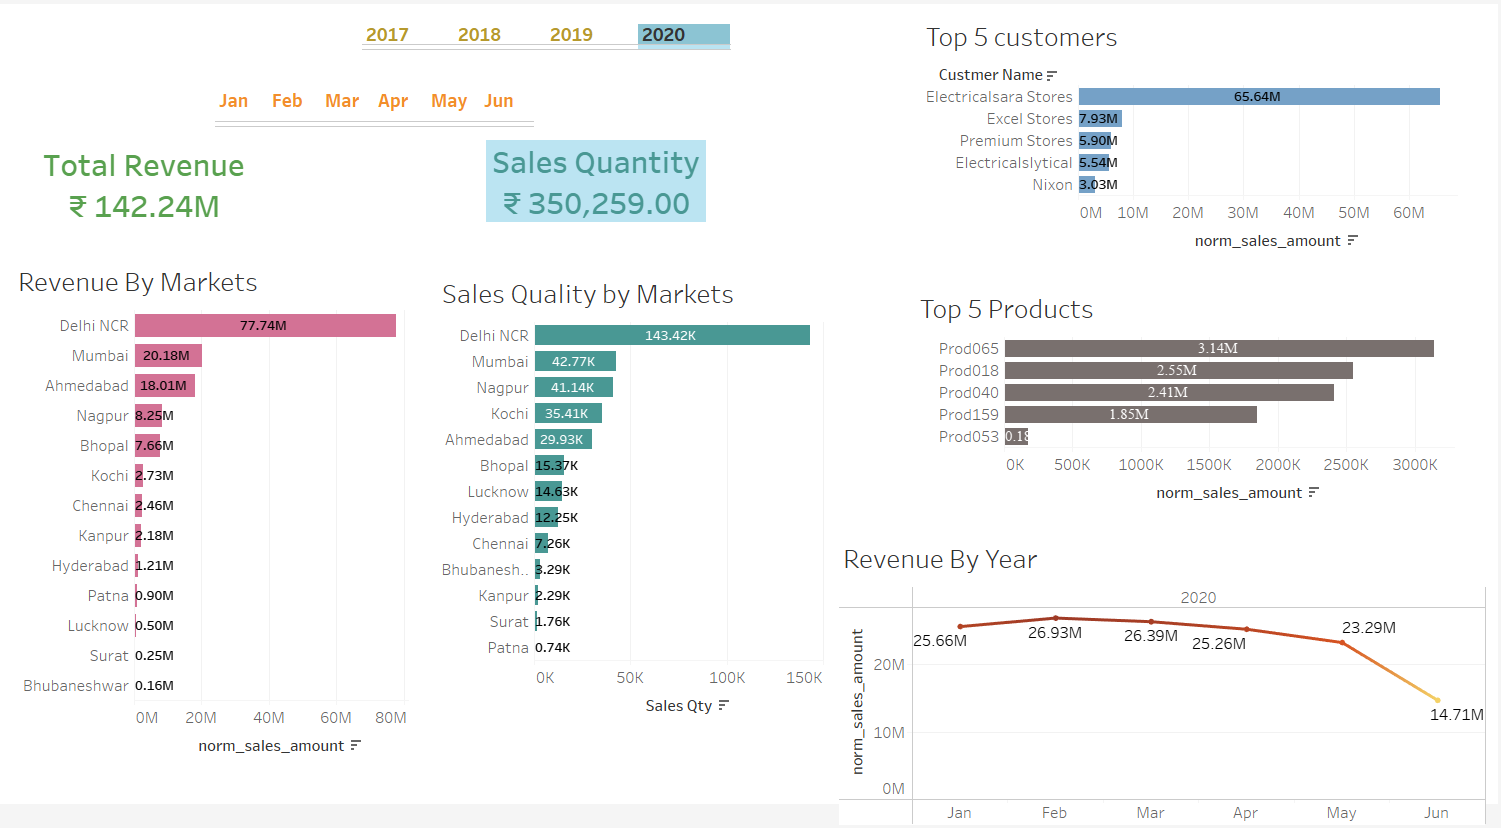 2017 2018 2019 2020
Jan Feb Mar Apr May Jun
Total Revenue
₹ 142.24M
Sales Quantity
₹ 350,259.00
Revenue By Markets
Delhi NCR 77.74M
Mumbai 20.18M
Ahmedabad 18.01M
Nagpur 8.25M
Bhopal 7.66M
Kochi 2.73M
Chennai 2.46M
Kanpur 2.18M
Hyderabad 1.21M
Patna 0.90M
Lucknow 0.50M
Surat 0.25M
Bhubaneshwar 0.16M
0M 20M 40M 60M 80M
norm_sales_amount
Sales Quality by Markets
Delhi NCR 143.42K
Mumbai 42.77K
Nagpur 41.14K
Kochi 35.41K
Ahmedabad 29.93K
Bhopal 15.37K
Lucknow 14.63K
Hyderabad 12.25K
Chennai 7.26K
Bhubanesh.. 3.29K
Kanpur 2.29K
Surat 1.76K
Patna 0.74K
0K 50K 100K 150K
Sales Qty
Top 5 customers
Custmer Name
Electricalsara Stores 65.64M
Excel Stores 7.93M
Premium Stores 5.90M
Electricalslytical 5.54M
Nixon 3.03M
0M 10M 20M 30M 40M 50M 60M
norm_sales_amount
Top 5 Products
Prod065 3.14M
Prod018 2.55M
Prod040 2.41M
Prod159 1.85M
Prod053 0.18
0K 500K 1000K 1500K 2000K 2500K 3000K
norm_sales_amount
Revenue By Year
2020
norm_sales_amount
20M
10M
0M
25.66M 26.93M 26.39M 25.26M 23.29M 14.71M
Jan Feb Mar Apr May Jun